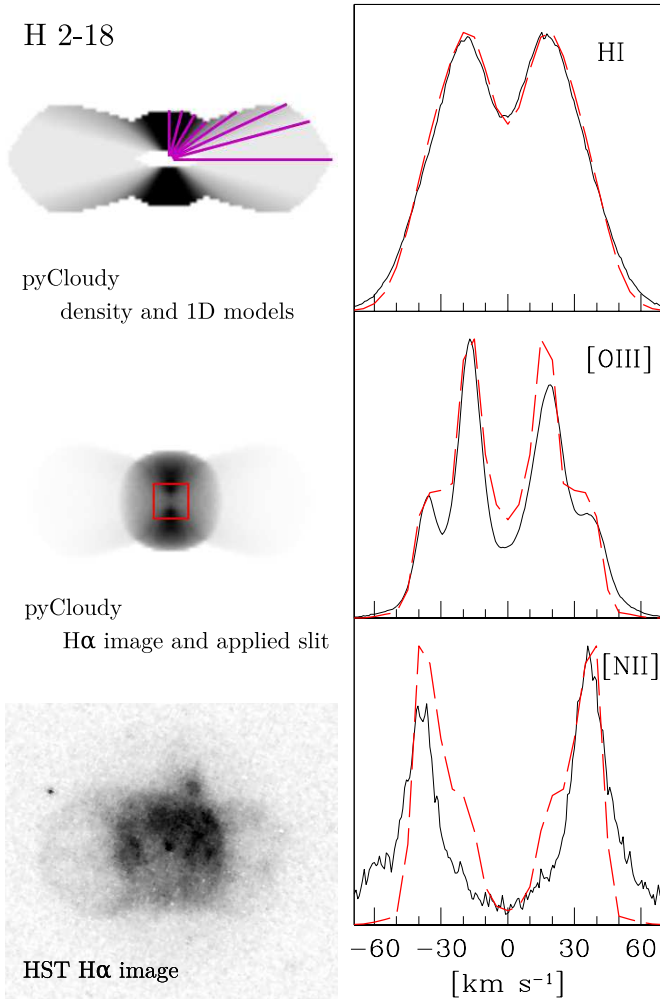 H 2-18
pyCloudy
density and 1D models
pyCloudy
Hα image and applied slit
HST Hα image
HI
[OIII]
[NII]
−60 −30 0 30 60
[km s⁻¹]